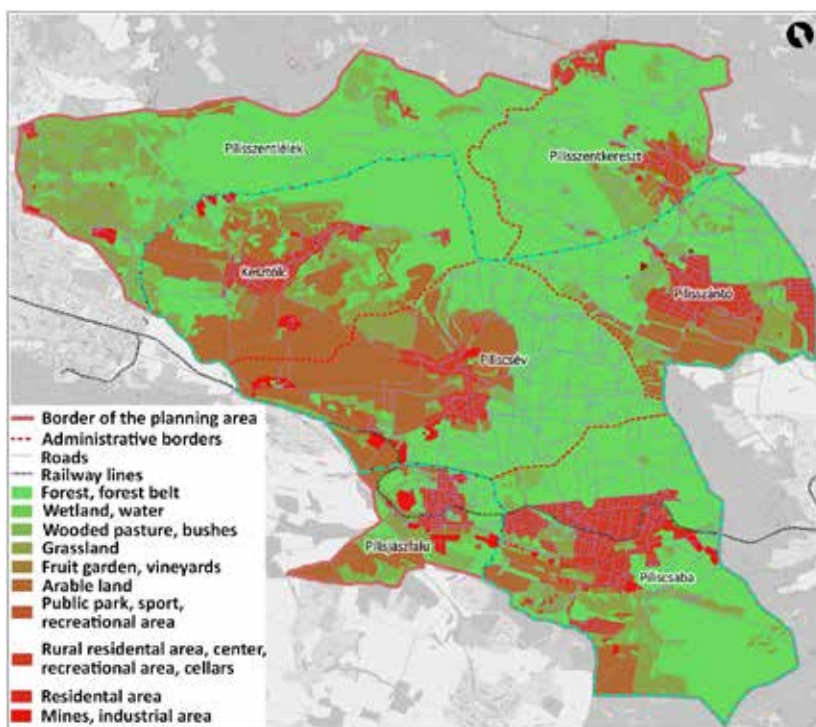 Pilisszentlélek
Pilisszentkereszt
Kesztölc
Pilisszántó
Piliscsév
Pilisjászfalu
Piliscsaba
Border of the planning area
Administrative borders
Roads
Railway lines
Forest, forest belt
Wetland, water
Wooded pasture, bushes
Grassland
Fruit garden, vineyards
Arable land
Public park, sport,
recreational area
Rural residential area, center,
recreational area, cellars
Residental area
Mines, industrial area